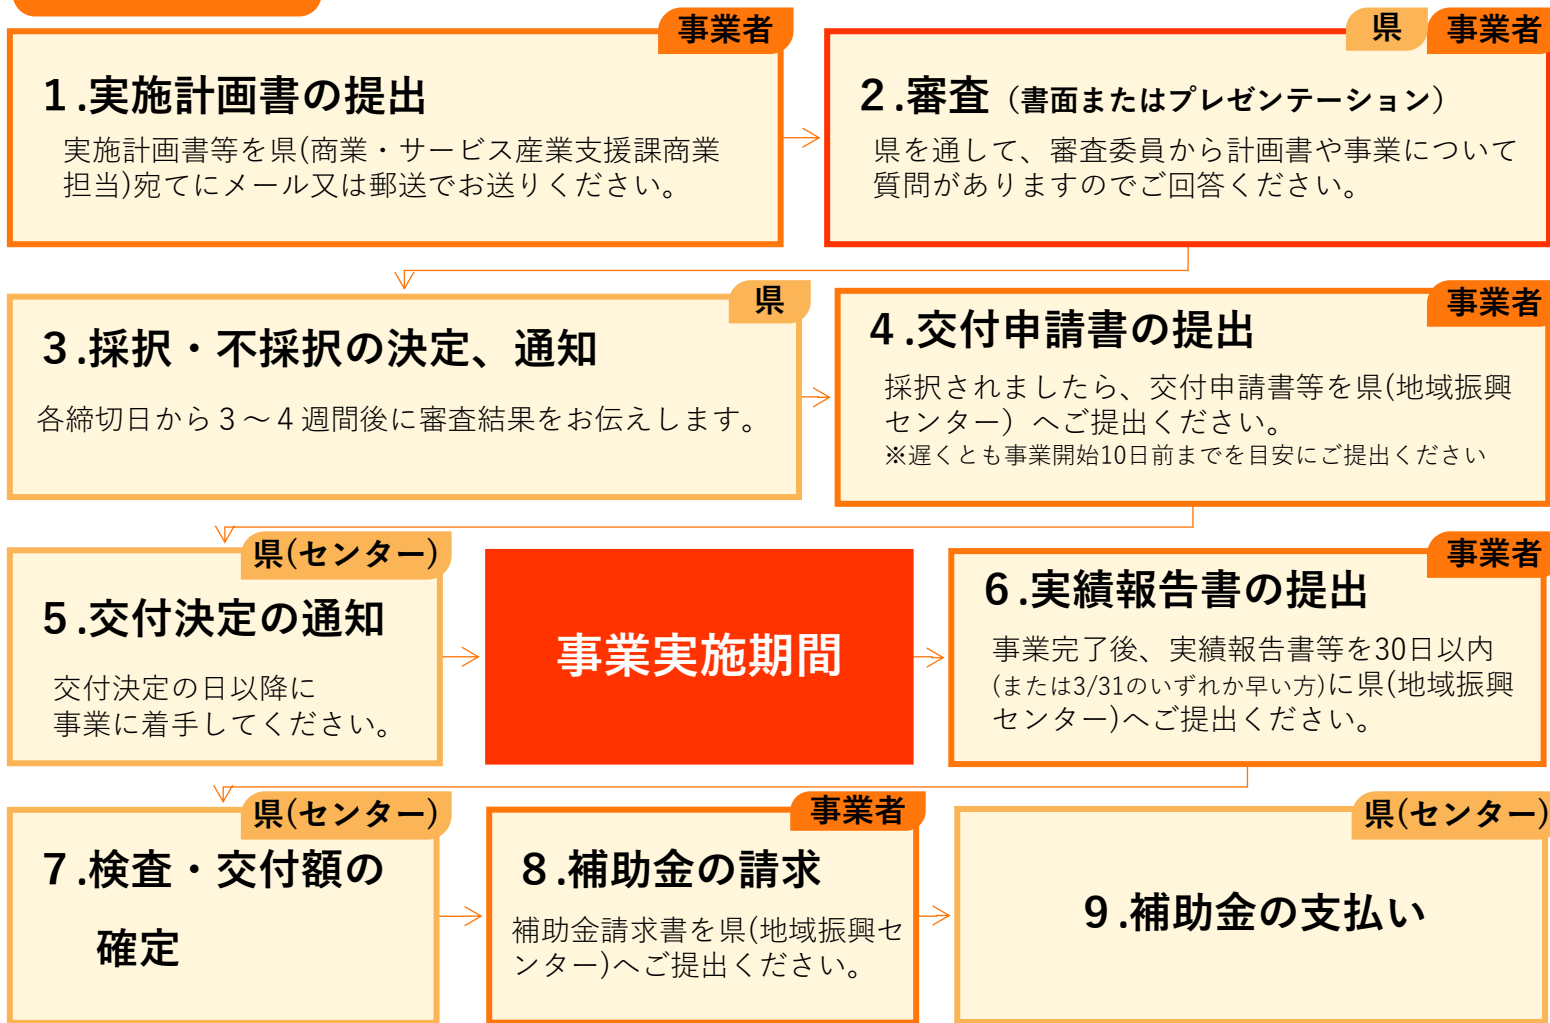 事業者
１.実施計画書の提出
実施計画書等を県(商業・サービス産業支援課商業
担当)宛てにメール又は郵送でお送りください。
県
事業者
２.審査（書面またはプレゼンテーション）
県を通して、審査委員から計画書や事業について
質問がありますのでご回答ください。
県
３.採択・不採択の決定、通知
各締切日から３～４週間後に審査結果をお伝えします。
事業者
４.交付申請書の提出
採択されましたら、交付申請書等を県(地域振興
センター）へご提出ください。
※遅くとも事業開始10日前までを目安にご提出ください
県(センター)
５.交付決定の通知
交付決定の日以降に
事業に着手してください。
事業実施期間
事業者
６.実績報告書の提出
事業完了後、実績報告書等を30日以内
(または3/31のいずれか早い方)に県(地域振興
センター)へご提出ください。
県(センター)
７.検査・交付額の
確定
事業者
８.補助金の請求
補助金請求書を県(地域振興セ
ンター)へご提出ください。
県(センター)
９.補助金の支払い